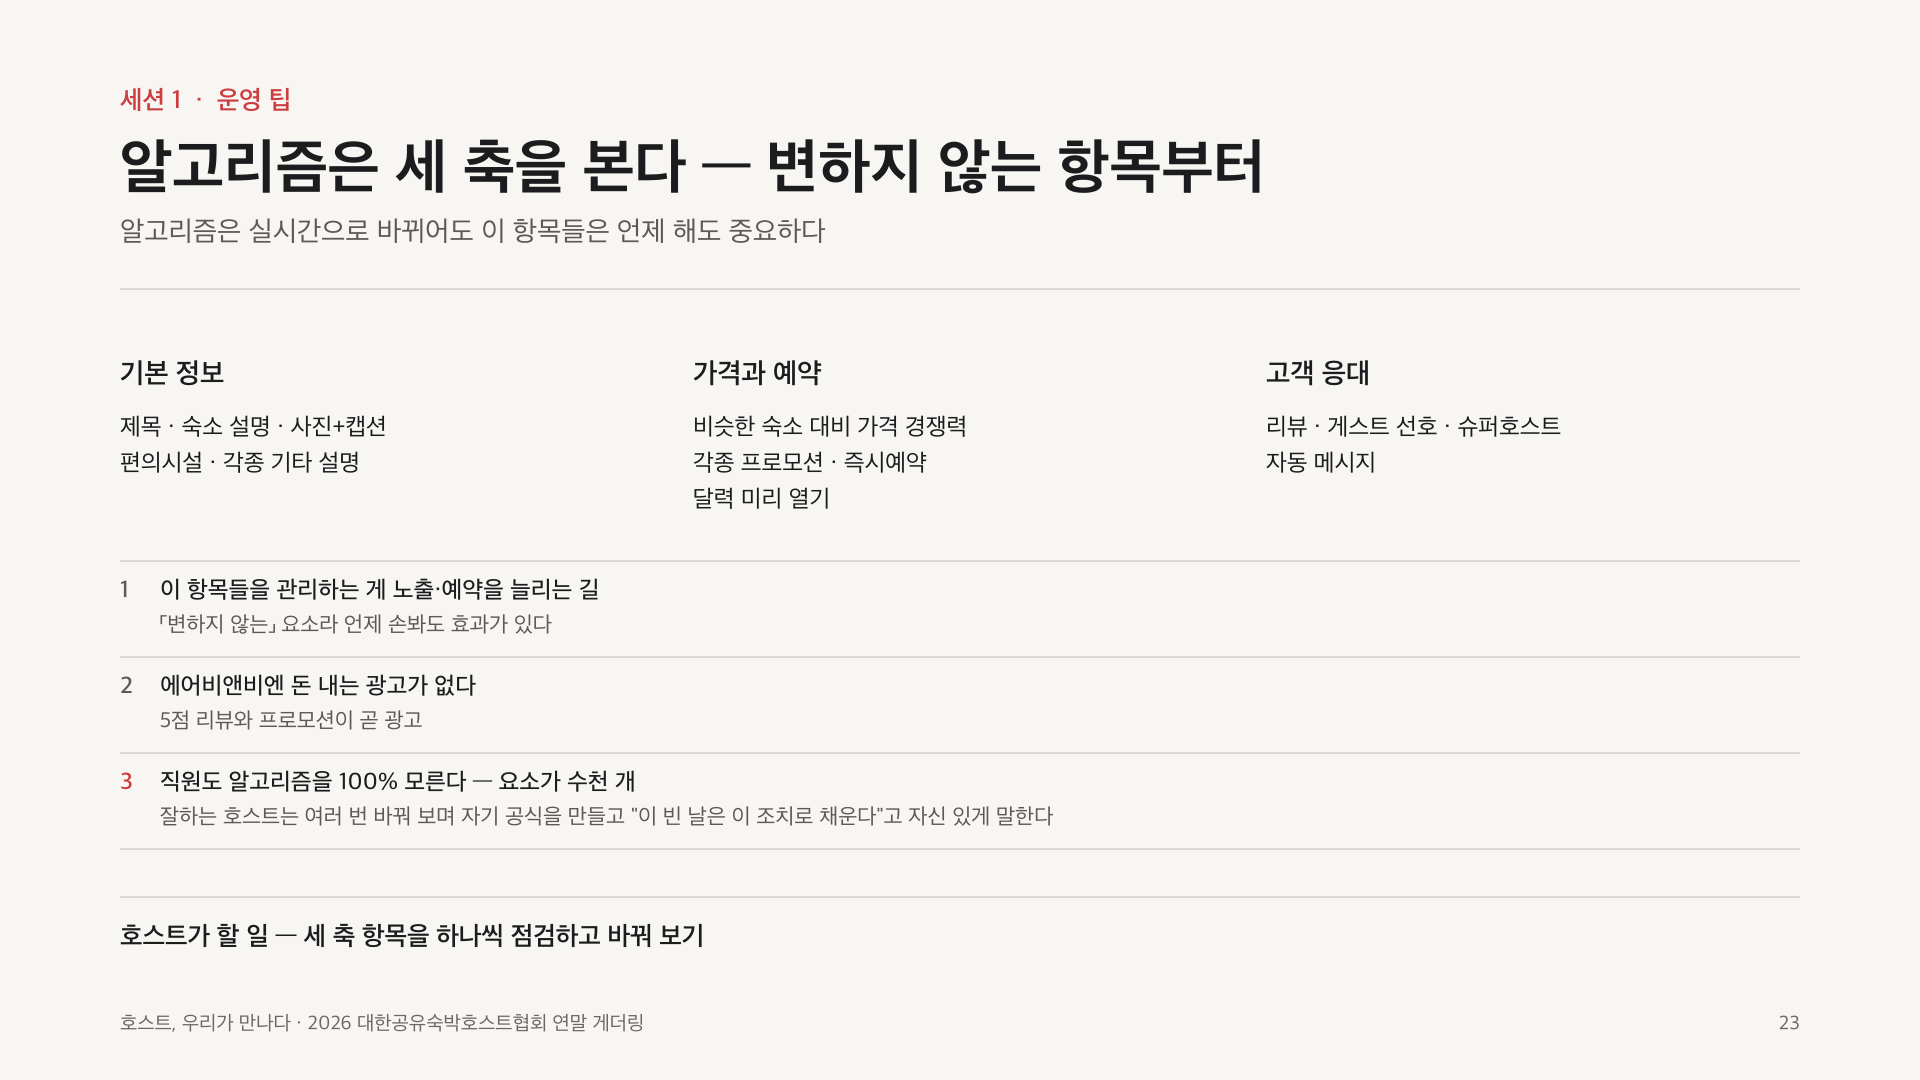 세션 1 · 운영 팁
알고리즘은 세 축을 본다 — 변하지 않는 항목부터
알고리즘은 실시간으로 바뀌어도 이 항목들은 언제 해도 중요하다
기본 정보
제목 · 숙소 설명 · 사진+캡션
편의시설 · 각종 기타 설명
가격과 예약
비슷한 숙소 대비 가격 경쟁력
각종 프로모션 · 즉시예약
달력 미리 열기
고객 응대
리뷰 · 게스트 선호 · 슈퍼호스트
자동 메시지
1 이 항목들을 관리하는 게 노출·예약을 늘리는 길
「변하지 않는」 요소라 언제 손봐도 효과가 있다
2 에어비앤비엔 돈 내는 광고가 없다
5점 리뷰와 프로모션이 곧 광고
3 직원도 알고리즘을 100% 모른다 — 요소가 수천 개
잘하는 호스트는 여러 번 바꿔 보며 자기 공식을 만들고 "이 빈 날은 이 조치로 채운다"고 자신 있게 말한다
호스트가 할 일 — 세 축 항목을 하나씩 점검하고 바꿔 보기
호스트, 우리가 만나다 · 2026 대한공유숙박호스트협회 연말 게더링
23